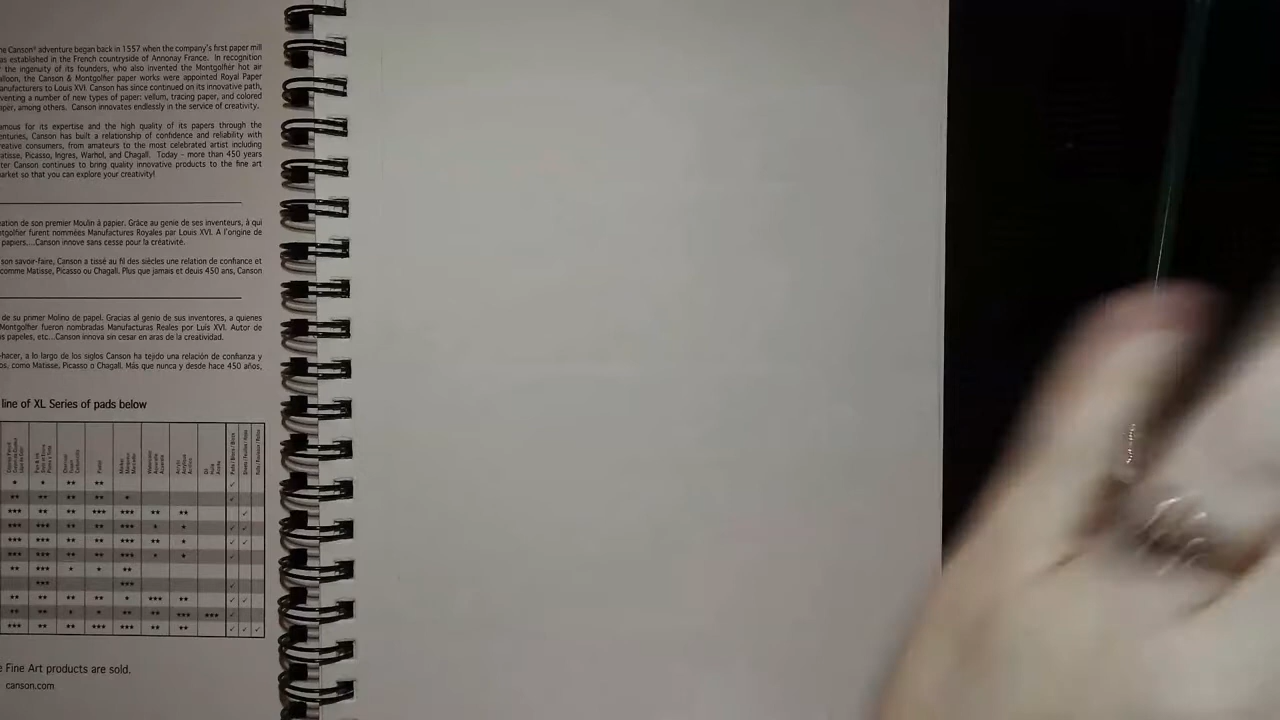 he Canson® adventure began back in 1557 when the company's first paper mill
as established in the French countryside of Annonay France. In recognition
the ingenuity of its founders, who also invented the Montgolfier hot air
alloon, the Canson & Montgolfier paper works were appointed Royal Paper
anufacturers to Louis XVI. Canson has since continued on its innovative path,
venting a number of new types of paper: vellum, tracing paper, and colored
aper, among others. Canson innovates endlessly in the service of creativity.
amous for its expertise and the high quality of its papers through the
enturies, Canson has built a relationship of confidence and reliability with
reative consumers, from amateurs to the most celebrated artist including
atisse, Picasso, Ingres, Warhol, and Chagall. Today - more than 450 years
ter Canson continues to bring quality innovative products to the fine art
arket so that you can explore your creativity!
ation de son premier Moulin à papier. Grâce au genie de ses inventeurs, à qui
ntgolfier furent nommées Manufactures Royales par Louis XVI. A l'origine de
papiers,...Canson innove sans cesse pour la créativité.
son savoir-faire, Canson a tissé au fil des siècles une relation de confiance et
comme Matisse, Picasso ou Chagall. Plus que jamais et deuis 450 ans, Canson
de su primer Molino de papel. Gracias al genio de sus inventores, a quienes
Montgolfier fueron nombradas Manufacturas Reales por Luis XVI. Autor de
s papeles, etc...Canson innova sin cesar en aras de la creatividad.
-hacer, a lo largo de los siglos Canson ha tejido una relación de confianza y
os, como Matisse, Picasso o Chagall. Más que nunca y desde hace 450 años,
line of XL Series of pads below
e Fine Art products are sold.
canson.com